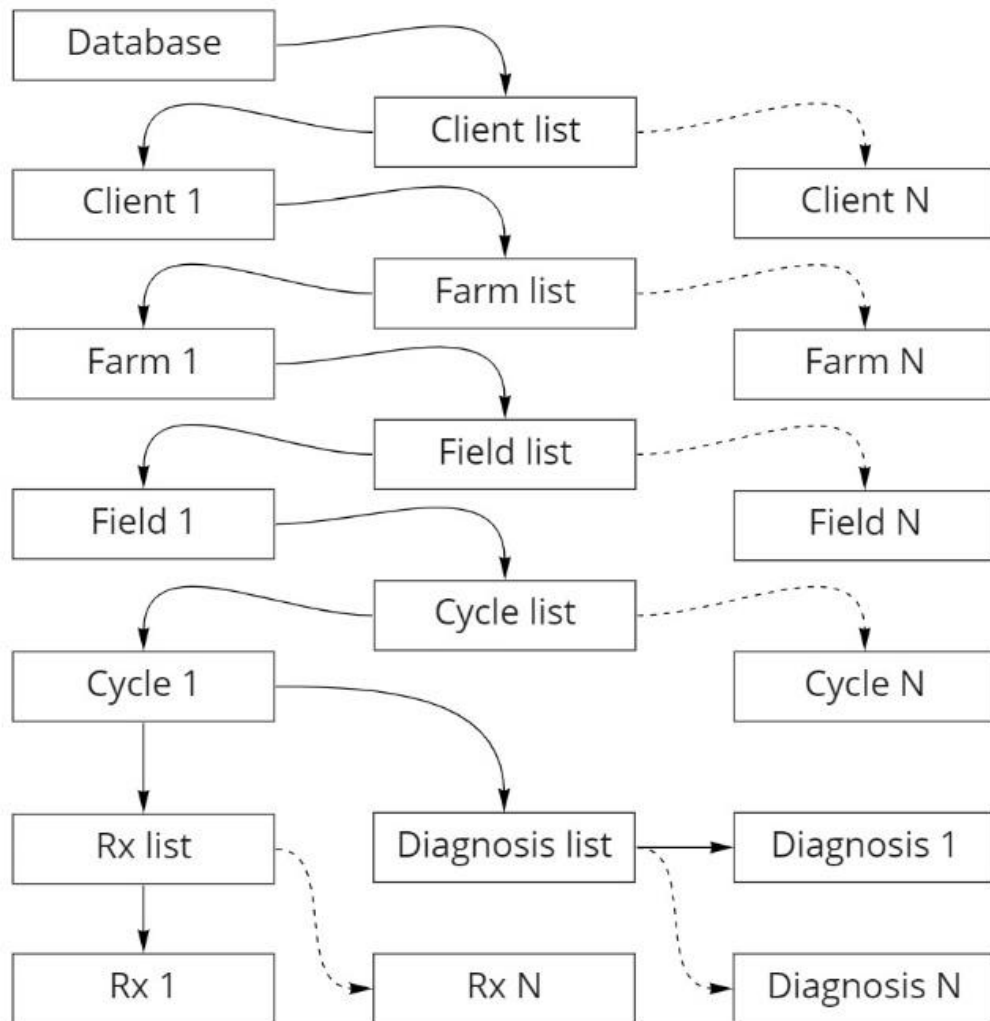 Database
Client list
Client 1
Client N
Farm list
Farm 1
Farm N
Field list
Field 1
Field N
Cycle list
Cycle 1
Cycle N
Rx list
Diagnosis list
Diagnosis 1
Rx 1
Rx N
Diagnosis N